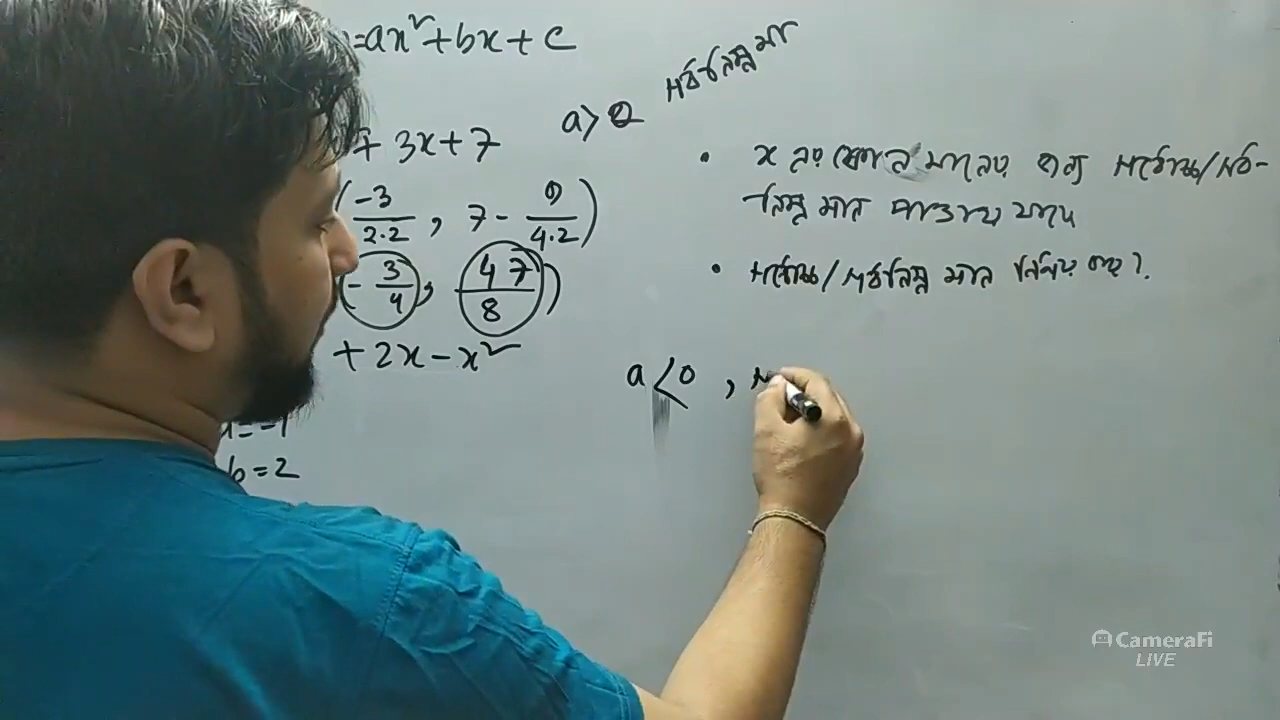 =ax²+bx+c
সর্বনিম্ন মা
+ 3x+7
a>0
• x এর কোন মানের জন্য সর্বোচ্চ/সর্ব-
নিম্ন মান পাওয়া যাবে
(-3/2·2, 7 - 9/4·2)
(-3/4, 47/8)
• সর্বোচ্চ/সর্বনিম্ন মান নির্ণয় কর?
+ 2x-x²
a<0 , স
=-1
b=2
CameraFi
LIVE